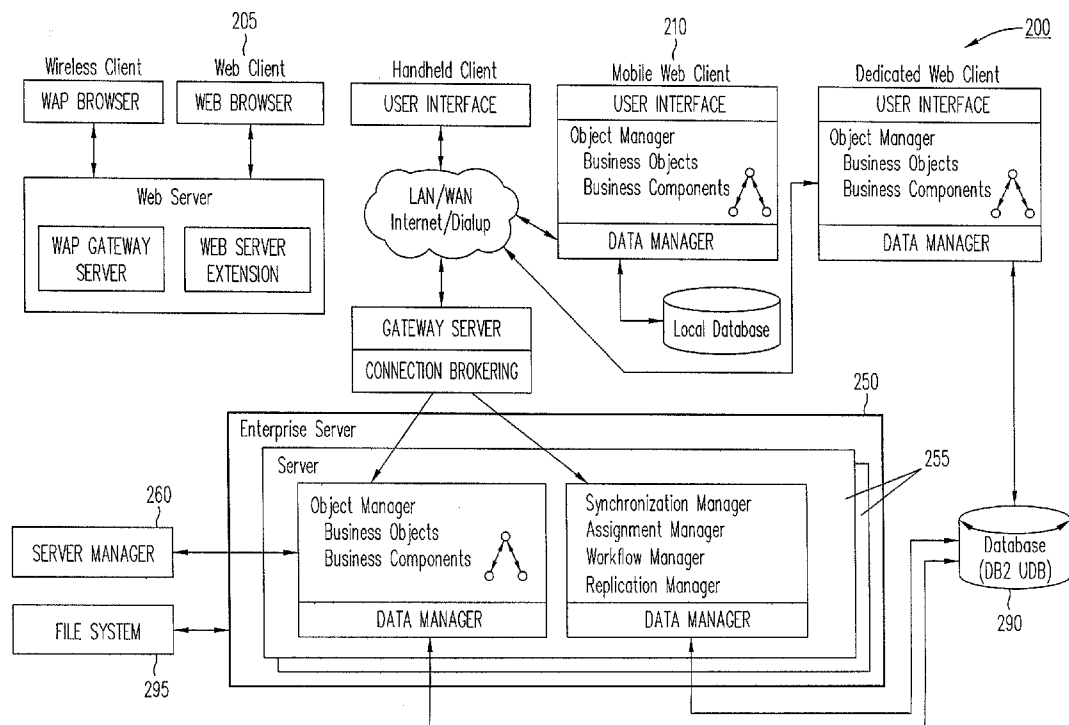 205
210
200
Wireless Client
Web Client
Handheld Client
Mobile Web Client
Dedicated Web Client
WAP BROWSER
WEB BROWSER
USER INTERFACE
USER INTERFACE
USER INTERFACE
Object Manager
Business Objects
Business Components
Object Manager
Business Objects
Business Components
Web Server
WAP GATEWAY
SERVER
WEB SERVER
EXTENSION
LAN/WAN
Internet/Dialup
DATA MANAGER
DATA MANAGER
Local Database
GATEWAY SERVER
CONNECTION BROKERING
250
Enterprise Server
Server
255
260
SERVER MANAGER
Object Manager
Business Objects
Business Components
DATA MANAGER
Synchronization Manager
Assignment Manager
Workflow Manager
Replication Manager
DATA MANAGER
Database
(DB2 UDB)
290
FILE SYSTEM
295